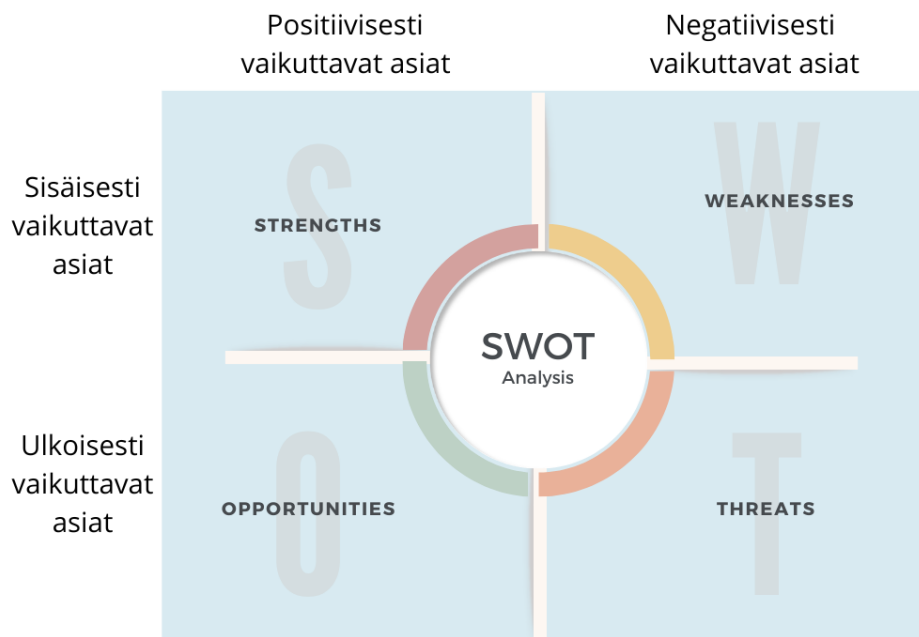 Positiivisesti
vaikuttavat asiat
Negatiivisesti
vaikuttavat asiat
Sisäisesti
vaikuttavat
asiat
S
STRENGTHS
W
WEAKNESSES
SWOT
Analysis
Ulkoisesti
vaikuttavat
asiat
O
OPPORTUNITIES
T
THREATS